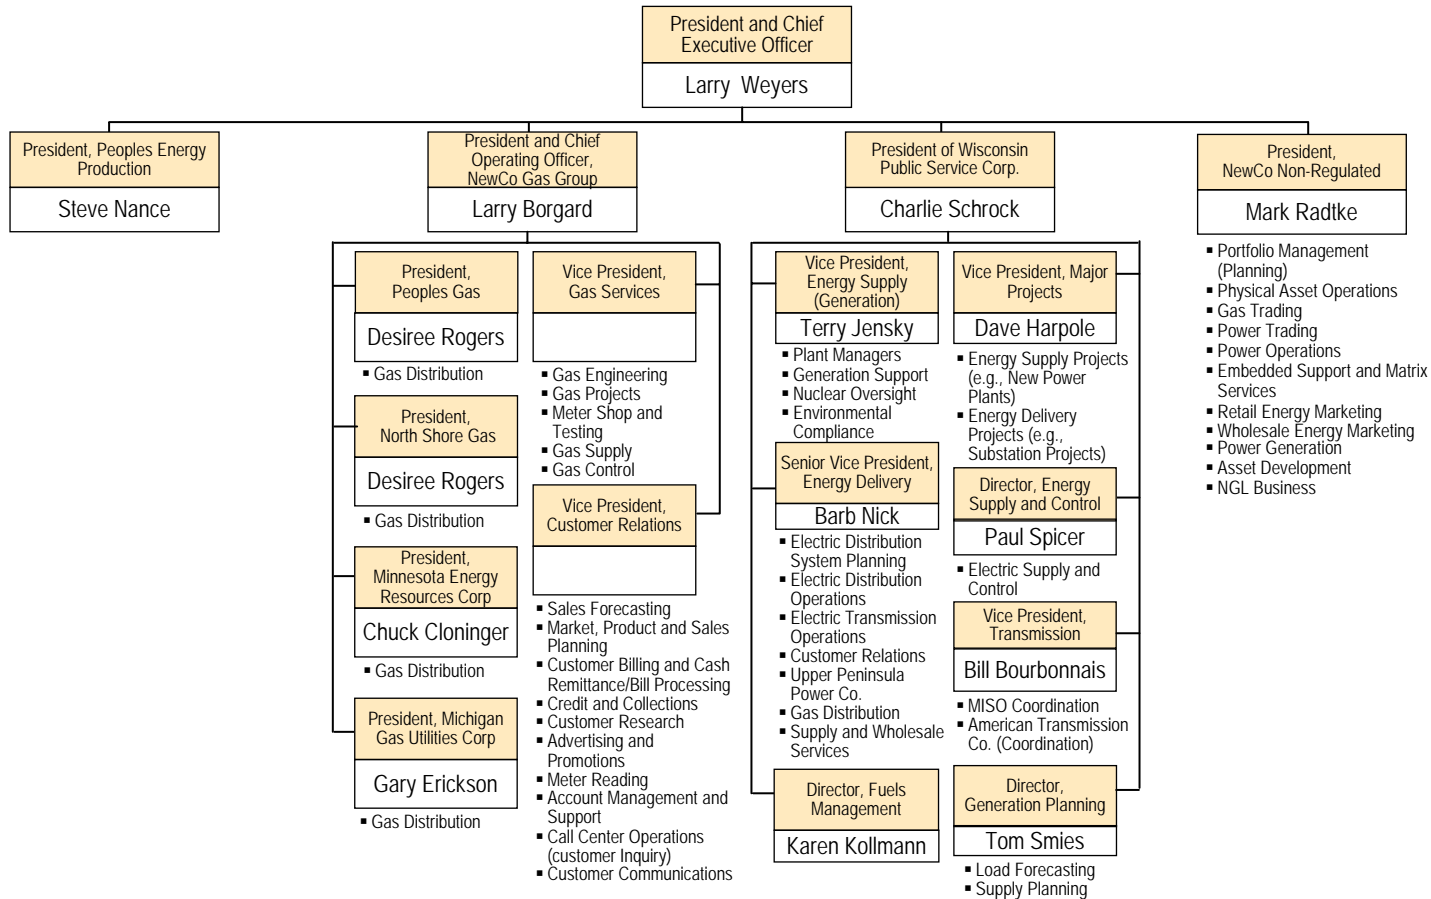 President and Chief
Executive Officer
Larry Weyers
President, Peoples Energy
Production
Steve Nance
President and Chief
Operating Officer,
NewCo Gas Group
Larry Borgard
President of Wisconsin
Public Service Corp.
Charlie Schrock
President,
NewCo Non-Regulated
Mark Radtke
▪ Portfolio Management
(Planning)
▪ Physical Asset Operations
▪ Gas Trading
▪ Power Trading
▪ Power Operations
▪ Embedded Support and Matrix
Services
▪ Retail Energy Marketing
▪ Wholesale Energy Marketing
▪ Power Generation
▪ Asset Development
▪ NGL Business
President,
Peoples Gas
Desiree Rogers
▪ Gas Distribution
President,
North Shore Gas
Desiree Rogers
▪ Gas Distribution
President,
Minnesota Energy
Resources Corp
Chuck Cloninger
▪ Gas Distribution
President, Michigan
Gas Utilities Corp
Gary Erickson
▪ Gas Distribution
Vice President,
Gas Services
▪ Gas Engineering
▪ Gas Projects
▪ Meter Shop and
Testing
▪ Gas Supply
▪ Gas Control
Vice President,
Customer Relations
▪ Sales Forecasting
▪ Market, Product and Sales
Planning
▪ Customer Billing and Cash
Remittance/Bill Processing
▪ Credit and Collections
▪ Customer Research
▪ Advertising and
Promotions
▪ Meter Reading
▪ Account Management and
Support
▪ Call Center Operations
(customer Inquiry)
▪ Customer Communications
Vice President,
Energy Supply
(Generation)
Terry Jensky
▪ Plant Managers
▪ Generation Support
▪ Nuclear Oversight
▪ Environmental
Compliance
Senior Vice President,
Energy Delivery
Barb Nick
▪ Electric Distribution
System Planning
▪ Electric Distribution
Operations
▪ Electric Transmission
Operations
▪ Customer Relations
▪ Upper Peninsula
Power Co.
▪ Gas Distribution
▪ Supply and Wholesale
Services
Director, Fuels
Management
Karen Kollmann
Vice President, Major
Projects
Dave Harpole
▪ Energy Supply Projects
(e.g., New Power
Plants)
▪ Energy Delivery
Projects (e.g.,
Substation Projects)
Director, Energy
Supply and Control
Paul Spicer
▪ Electric Supply and
Control
Vice President,
Transmission
Bill Bourbonnais
▪ MISO Coordination
▪ American Transmission
Co. (Coordination)
Director,
Generation Planning
Tom Smies
▪ Load Forecasting
▪ Supply Planning